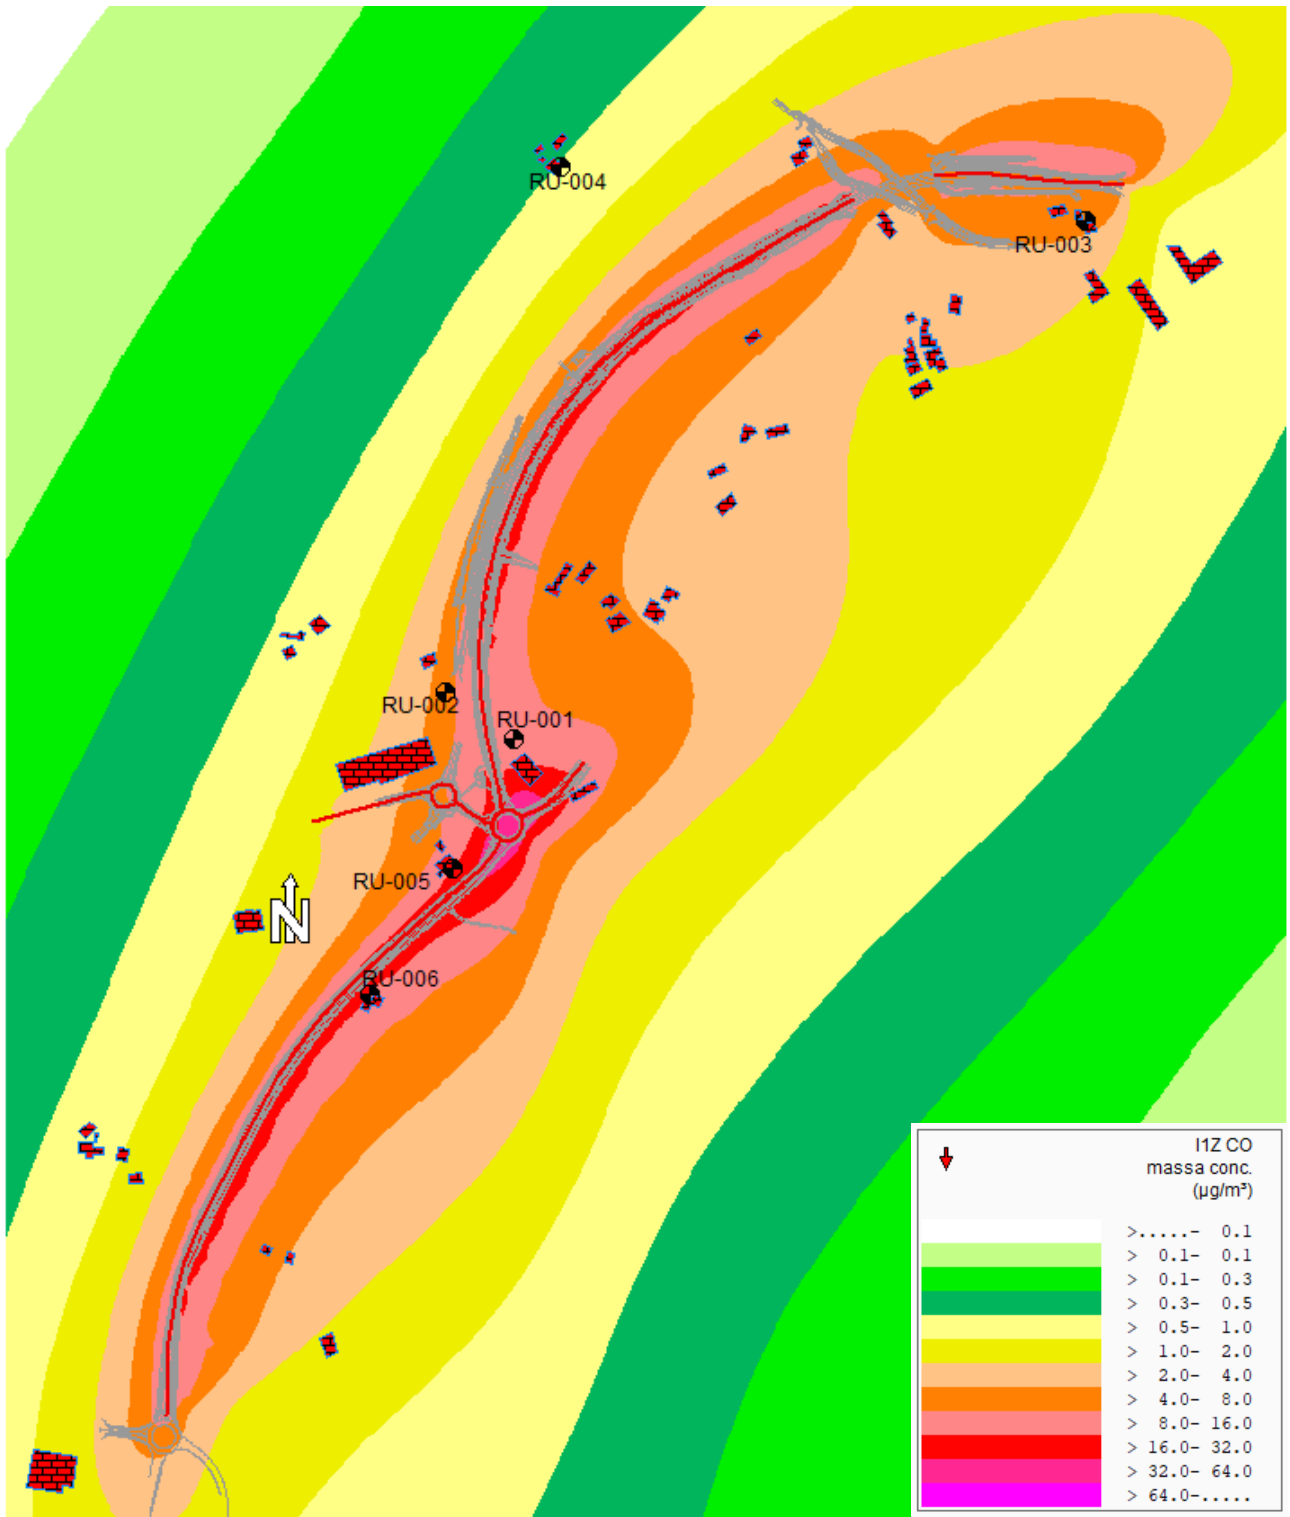 RU-004
RU-003
RU-002
RU-001
RU-005
N
RU-006
I1Z CO
massa conc.
(µg/m³)
>.....- 0.1
> 0.1- 0.1
> 0.1- 0.3
> 0.3- 0.5
> 0.5- 1.0
> 1.0- 2.0
> 2.0- 4.0
> 4.0- 8.0
> 8.0- 16.0
> 16.0- 32.0
> 32.0- 64.0
> 64.0-.....